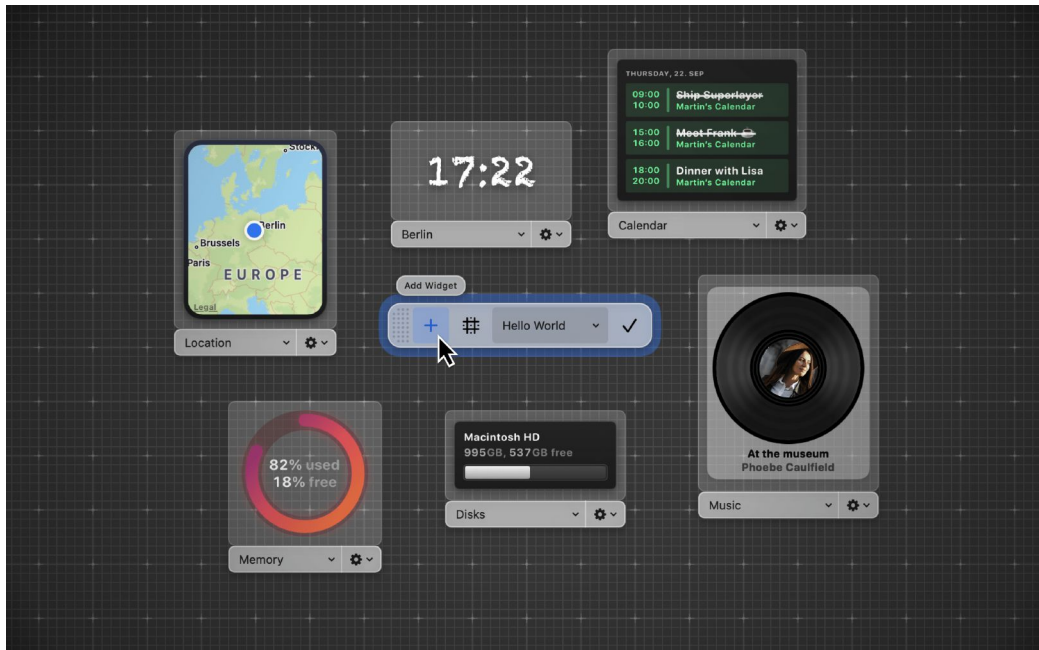 THURSDAY, 22. SEP
09:00 Ship Superlayer
10:00 Martin's Calendar
15:00 Meet Frank
16:00 Martin's Calendar
18:00 Dinner with Lisa
20:00 Martin's Calendar
Calendar
17:22
Berlin
Stock
Berlin
Brussels
Paris
EUROPE
Legal
Location
Add Widget
Hello World
At the museum
Phoebe Caulfield
Music
82% used
18% free
Memory
Macintosh HD
995GB, 537GB free
Disks